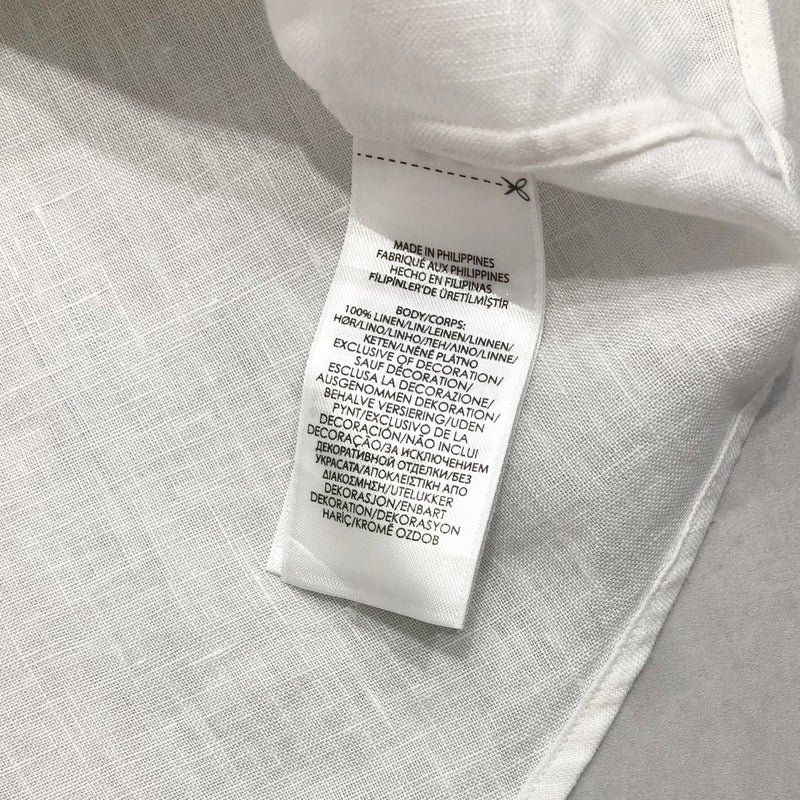 MADE IN PHILIPPINES
FABRIQUÉ AUX PHILIPPINES
HECHO EN FILIPINAS
FILIPINLER'DE ÜRETILMIŞTIR
BODY/CORPS:
100% LINEN/LIN/LEINEN/LINNEN/
HØR/LINO/LINHO/ЛЕН/ΛΙΝΟ/LINNE/
KETEN/LNĚNÉ PLÁTNO
EXCLUSIVE OF DECORATION/
SAUF DÉCORATION/
ESCLUSA LA DECORAZIONE/
AUSGENOMMEN DEKORATION/
BEHALVE VERSIERING/UDEN
PYNT/EXCLUSIVO DE LA
DECORACIÓN/NÃO INCLUI
DECORAÇÃO/ЗА ИСКЛЮЧЕНИЕМ
ДЕКОРАТИВНОЙ ОТДЕЛКИ/БЕЗ
УКРАСАТА/ΑΠΟΚΛΕΙΣΤΙΚΗ ΑΠΟ
ΔΙΑΚΟΣΜΗΣΗ/UTELUKKER
DEKORASJON/ENBART
DEKORATION/DEKORASYON
HARİÇ/KROMĚ OZDOB